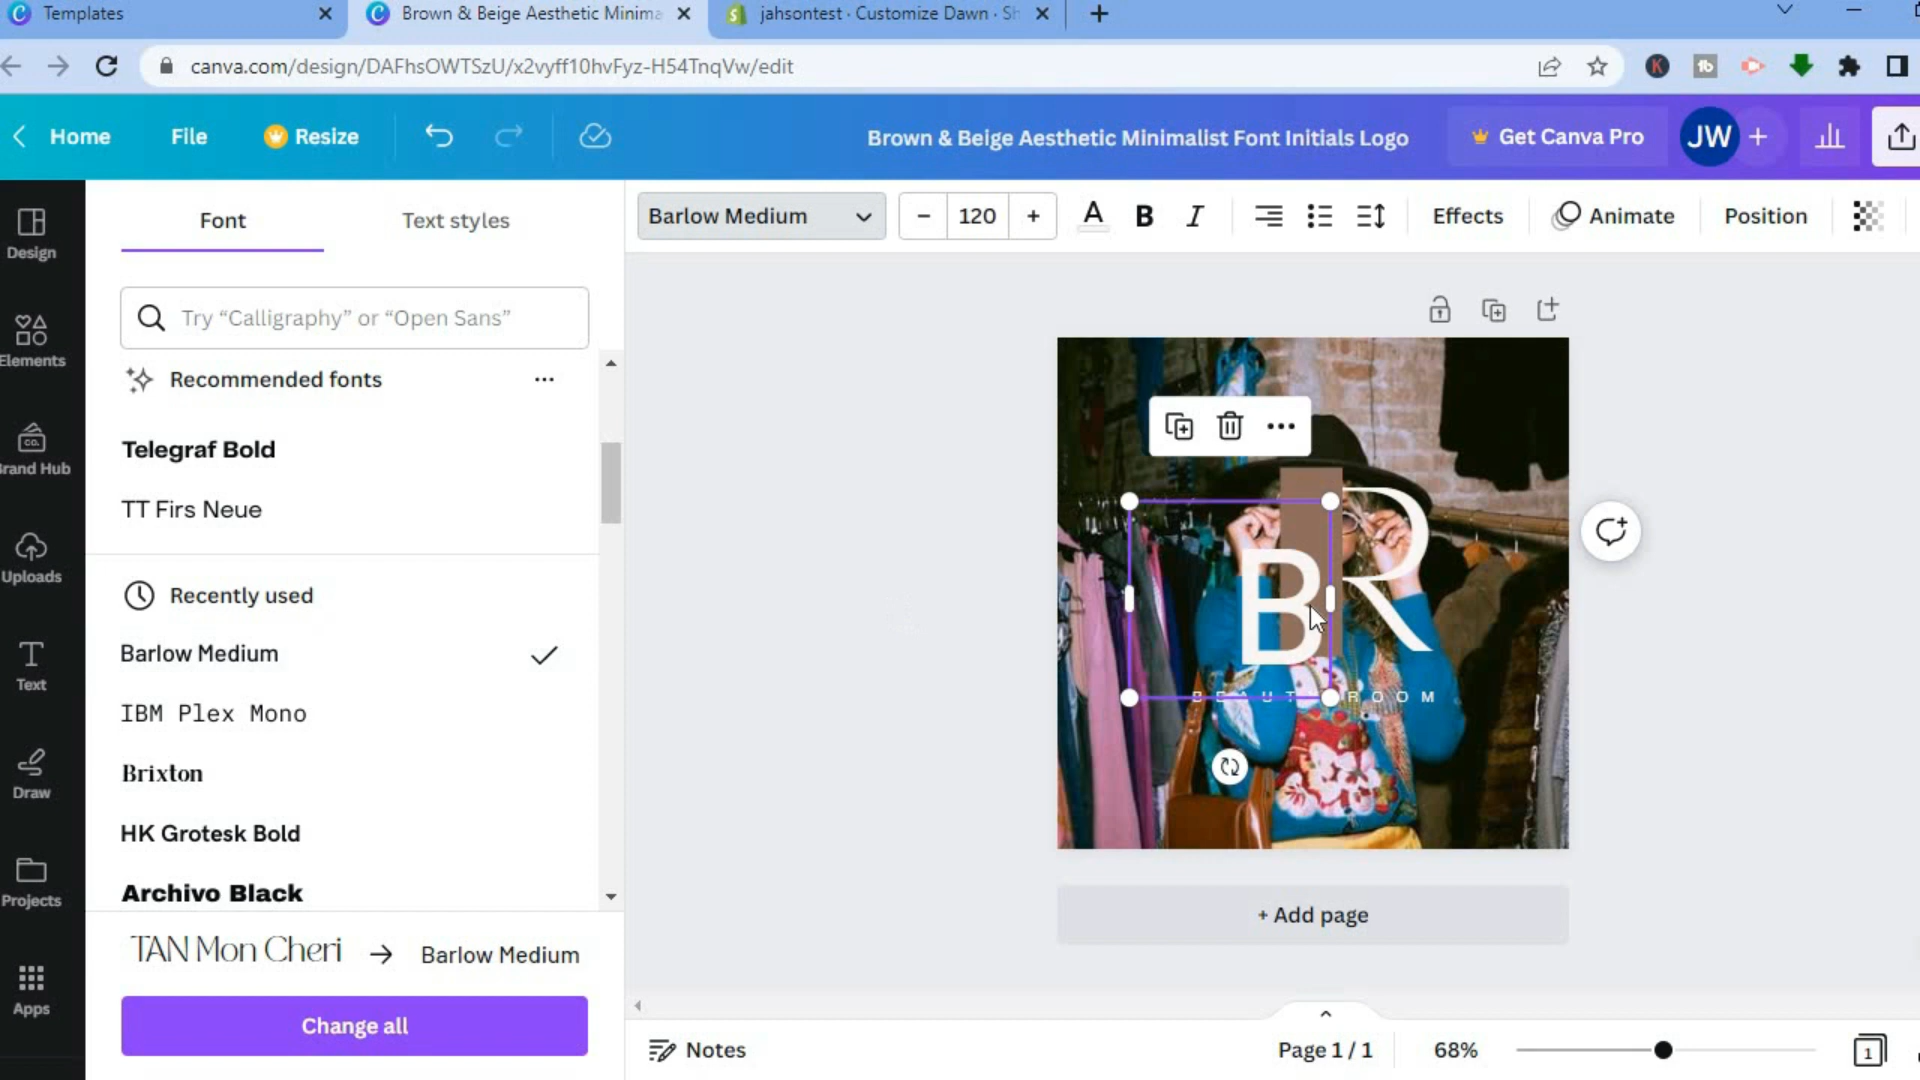 Templates
Brown & Beige Aesthetic Minima
jahsontest · Customize Dawn · Sh
canva.com/design/DAFhsOWTSzU/x2vyff10hvFyz-H54TnqVw/edit
K
tb
Home
File
Resize
Brown & Beige Aesthetic Minimalist Font Initials Logo
Get Canva Pro
JW
Font
Text styles
Barlow Medium
120
A
B
I
Effects
Animate
Position
Design
Elements
Brand Hub
CO.
Uploads
Text
Draw
Projects
Apps
Try “Calligraphy” or “Open Sans”
Recommended fonts
Telegraf Bold
TT Firs Neue
Recently used
Barlow Medium
IBM Plex Mono
Brixton
HK Grotesk Bold
Archivo Black
TAN Mon Cheri → Barlow Medium
Change all
B
R
BEAUTY ROOM
+ Add page
Notes
Page 1 / 1
68%
1